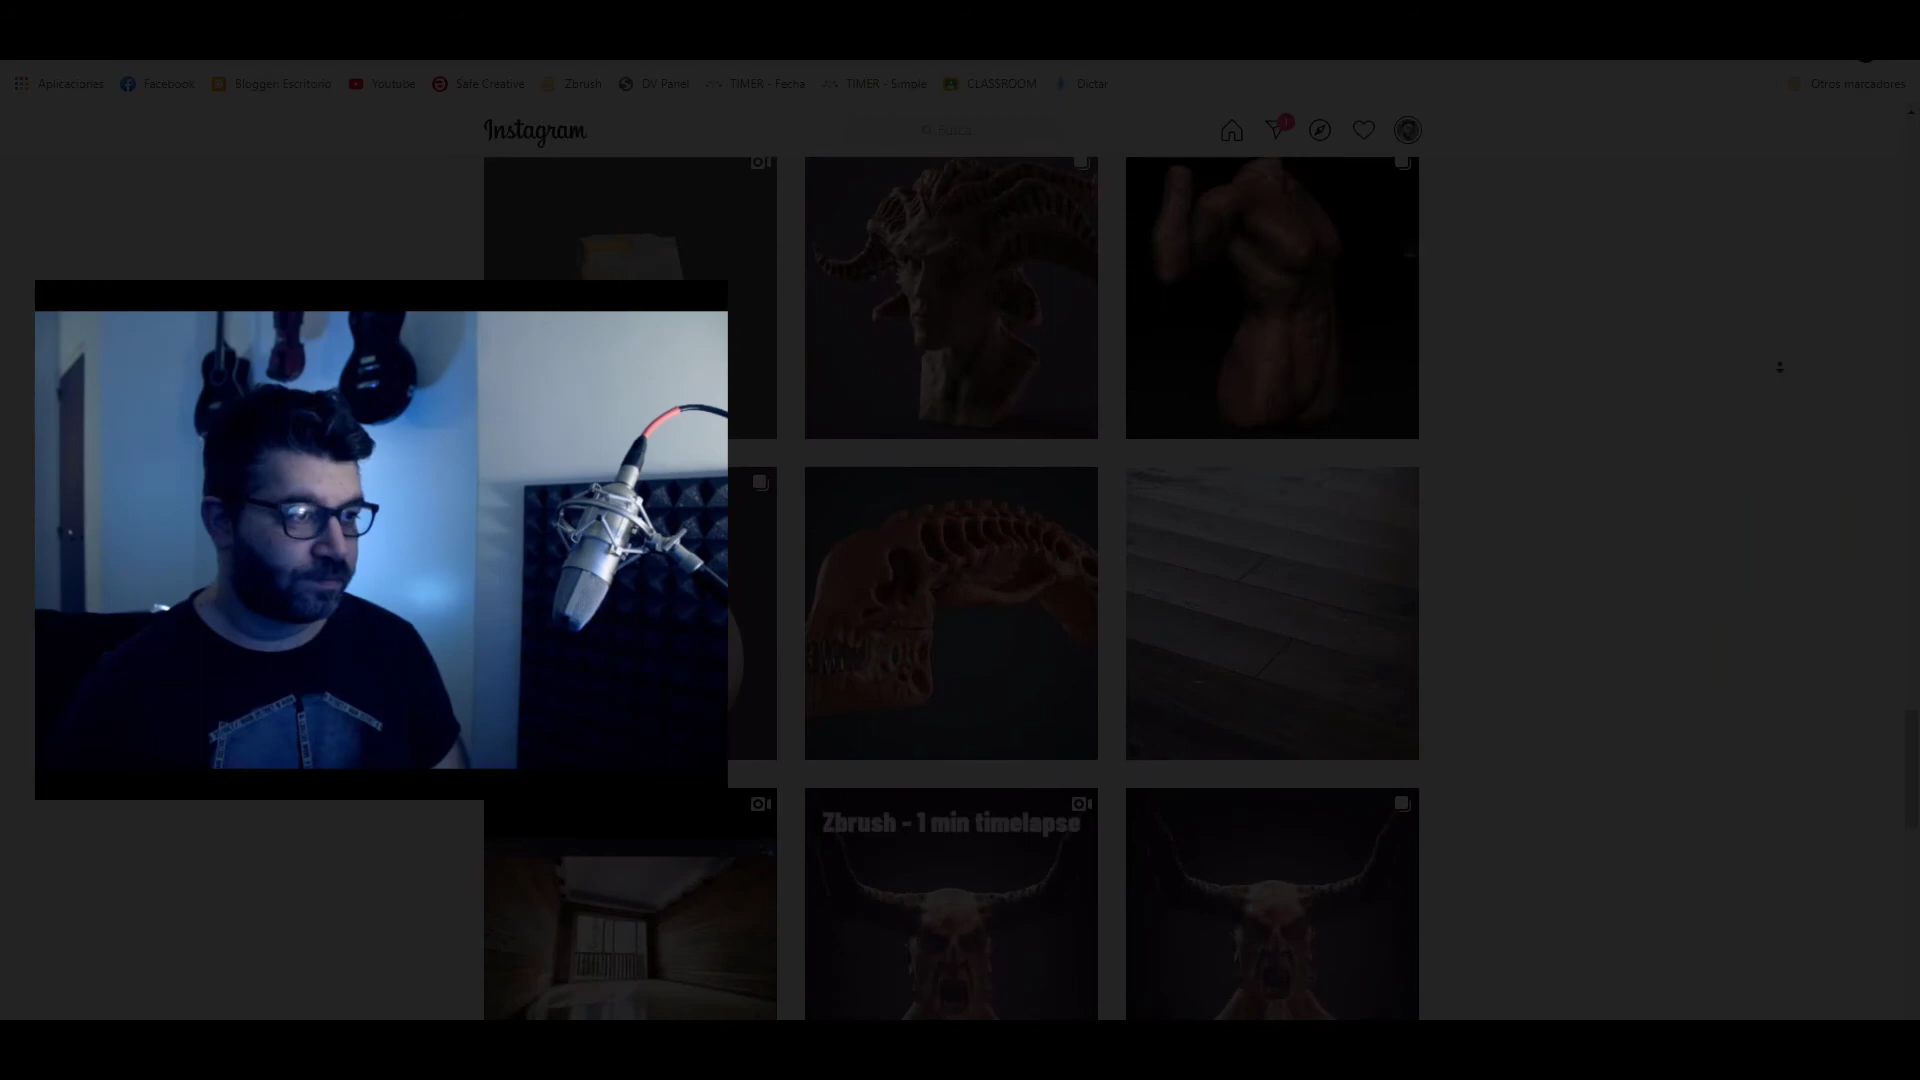 Aplicaciones Facebook Blogger: Escritorio Youtube Safe Creative Zbrush DV Panel TIMER - Fecha TIMER - Simple CLASSROOM Dictar Otros marcadores
Instagram Busca
Zbrush - 1 min timelapse